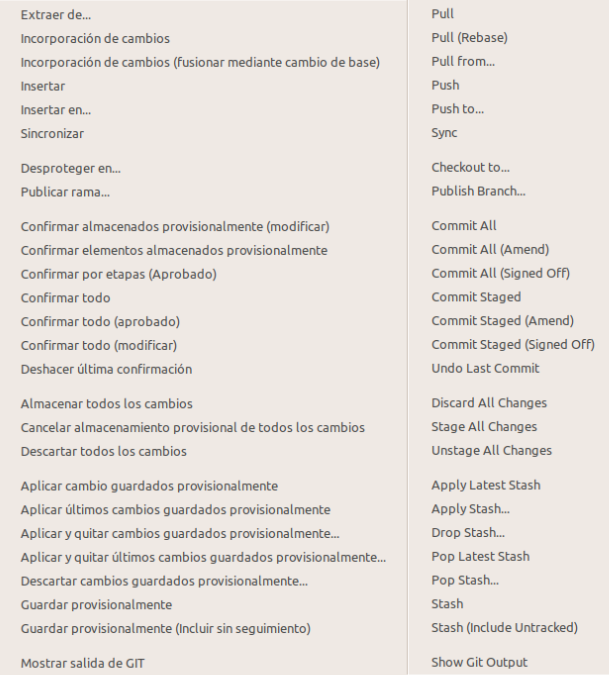 Extraer de...
Incorporación de cambios
Incorporación de cambios (fusionar mediante cambio de base)
Insertar
Insertar en...
Sincronizar
Desproteger en...
Publicar rama...
Confirmar almacenados provisionalmente (modificar)
Confirmar elementos almacenados provisionalmente
Confirmar por etapas (Aprobado)
Confirmar todo
Confirmar todo (aprobado)
Confirmar todo (modificar)
Deshacer última confirmación
Almacenar todos los cambios
Cancelar almacenamiento provisional de todos los cambios
Descartar todos los cambios
Aplicar cambio guardados provisionalmente
Aplicar últimos cambios guardados provisionalmente
Aplicar y quitar cambios guardados provisionalmente...
Aplicar y quitar últimos cambios guardados provisionalmente...
Descartar cambios guardados provisionalmente...
Guardar provisionalmente
Guardar provisionalmente (Incluir sin seguimiento)
Mostrar salida de GIT
Pull
Pull (Rebase)
Pull from...
Push
Push to...
Sync
Checkout to...
Publish Branch...
Commit All
Commit All (Amend)
Commit All (Signed Off)
Commit Staged
Commit Staged (Amend)
Commit Staged (Signed Off)
Undo Last Commit
Discard All Changes
Stage All Changes
Unstage All Changes
Apply Latest Stash
Apply Stash...
Drop Stash...
Pop Latest Stash
Pop Stash...
Stash
Stash (Include Untracked)
Show Git Output